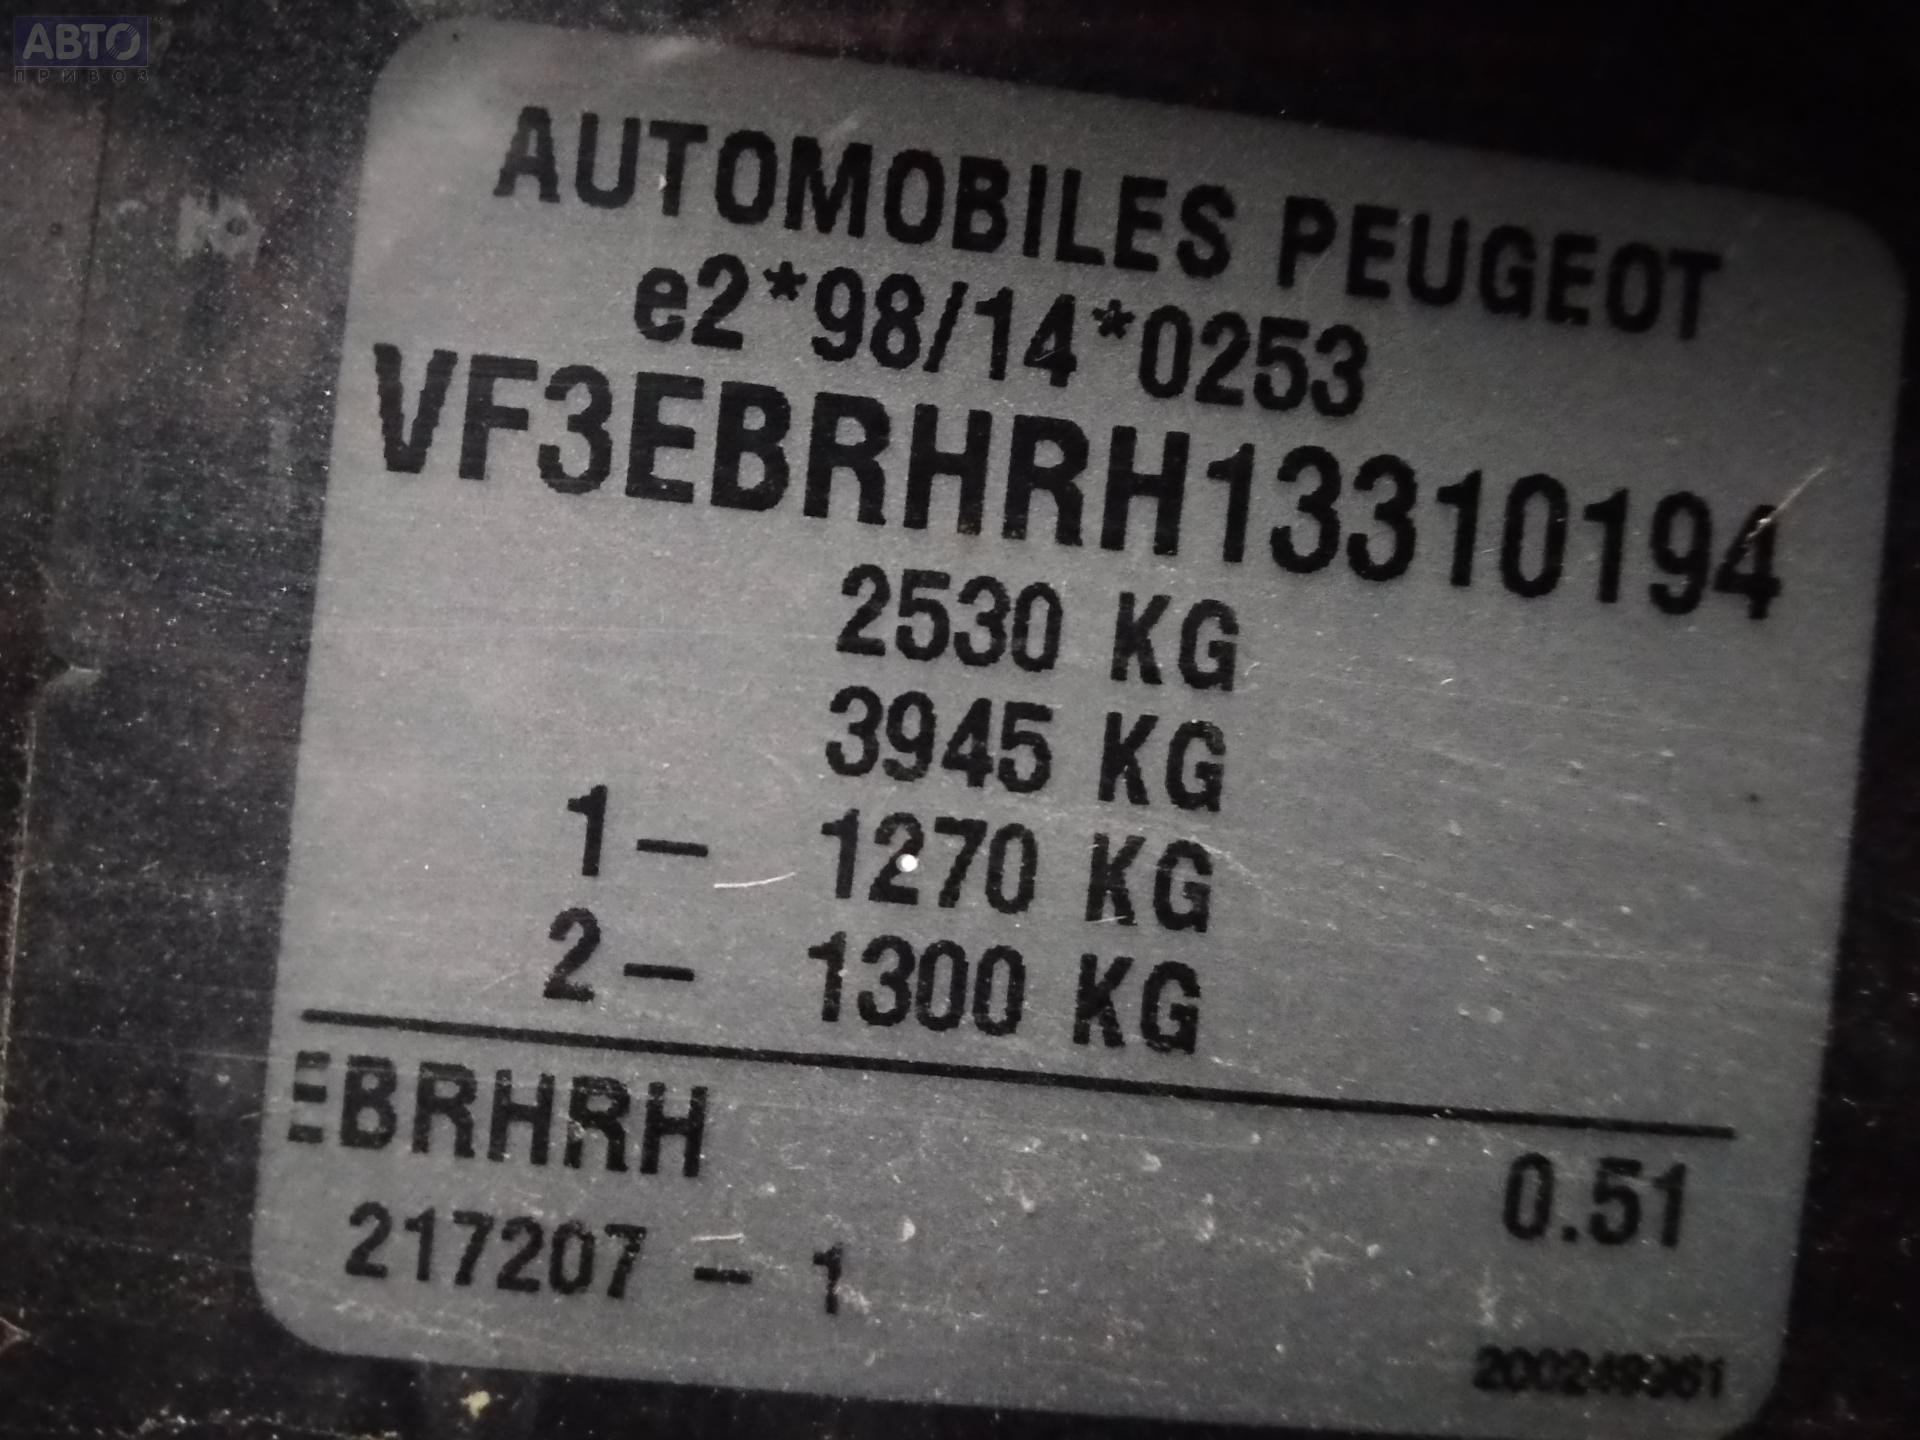 АВТО
ПРИВОЗ
AUTOMOBILES PEUGEOT
e2*98/14*0253
VF3EBRHRH13310194
2530 KG
3945 KG
1- 1270 KG
2- 1300 KG
EBRHRH
0.51
217207 - 1
200249961